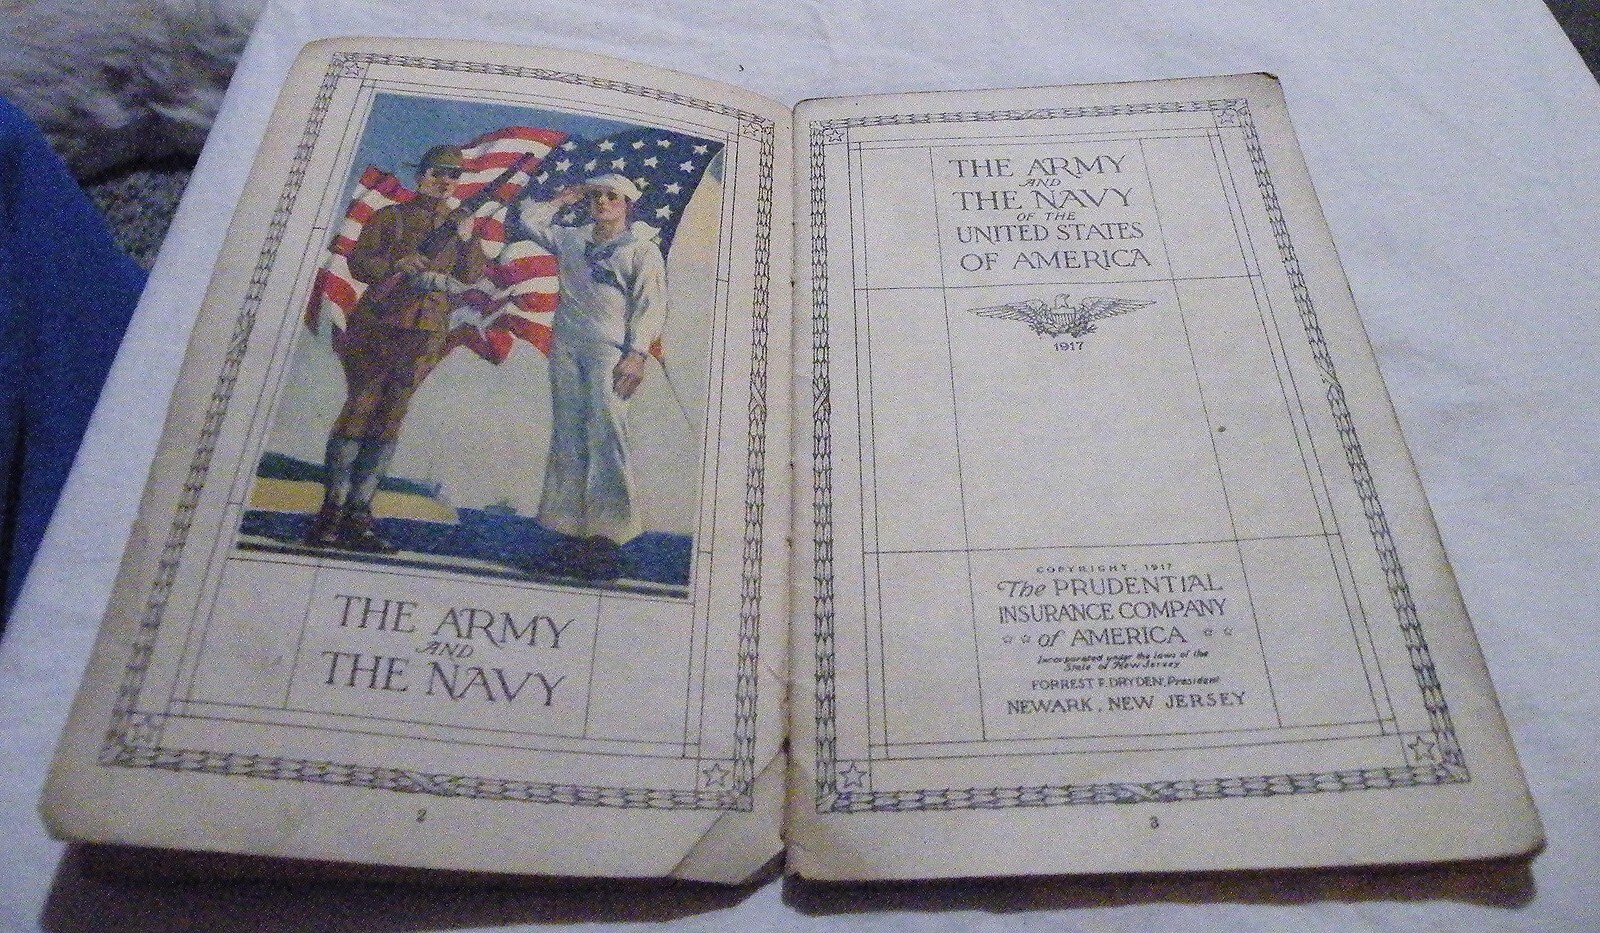 THE ARMY
AND
THE NAVY
2
THE ARMY
AND
THE NAVY
OF THE
UNITED STATES
OF AMERICA
1917
COPYRIGHT, 1917
The PRUDENTIAL
INSURANCE COMPANY
of AMERICA
Incorporated under the laws of the
State of New Jersey
FORREST F. DRYDEN, President
NEWARK, NEW JERSEY
3